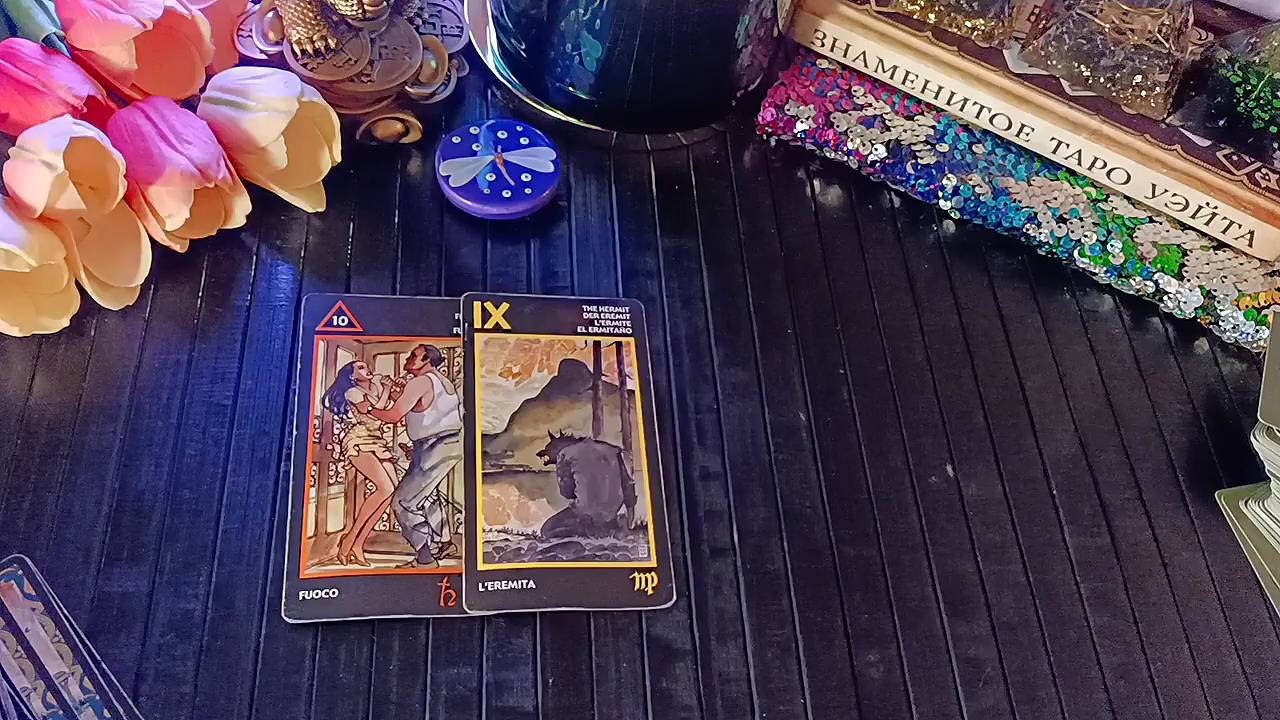 ЗНАМЕНИТОЕ ТАРО УЭЙТА
10
FUOCO
IX
THE HERMIT
DER EREMIT
L'ERMITE
EL ERMITAÑO
L'EREMITA